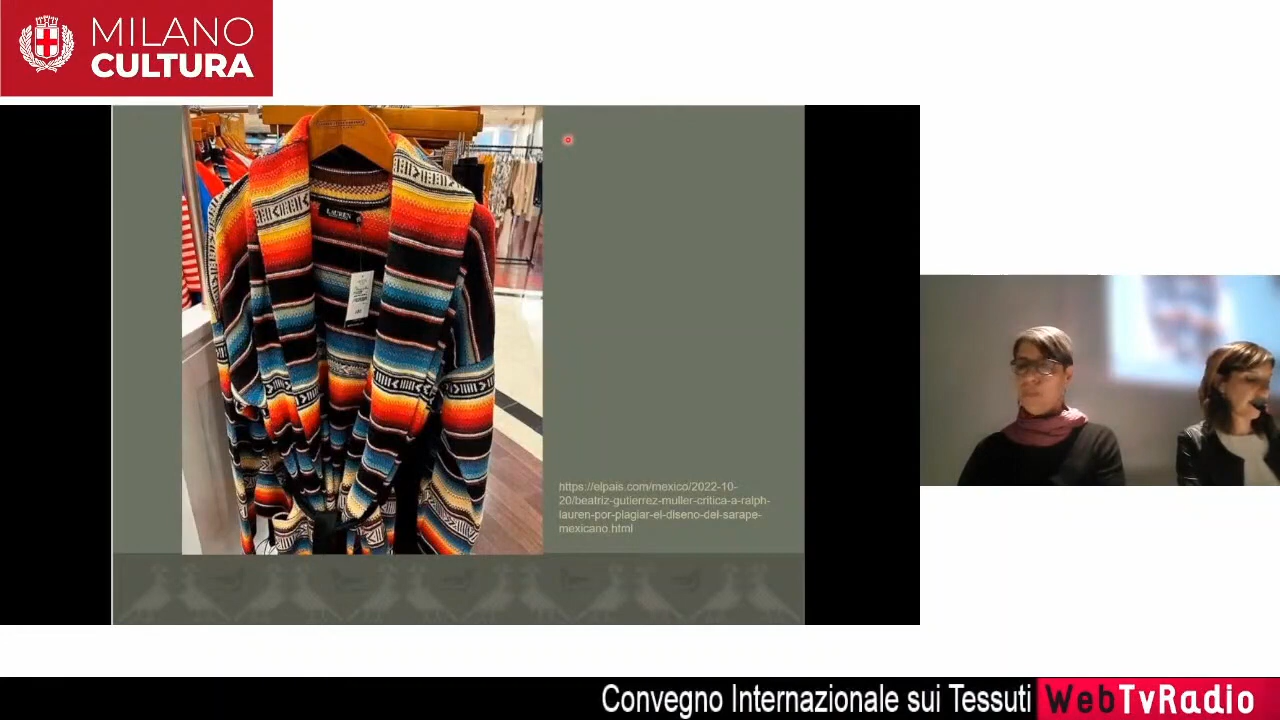 MILANO
CULTURA
LAUREN
https://elpais.com/mexico/2022-10-
20/beatriz-gutierrez-muller-critica-a-ralph-
lauren-por-plagiar-el-diseno-del-sarape-
mexicano.html
Convegno Internazionale sui Tessuti
WebTvRadio